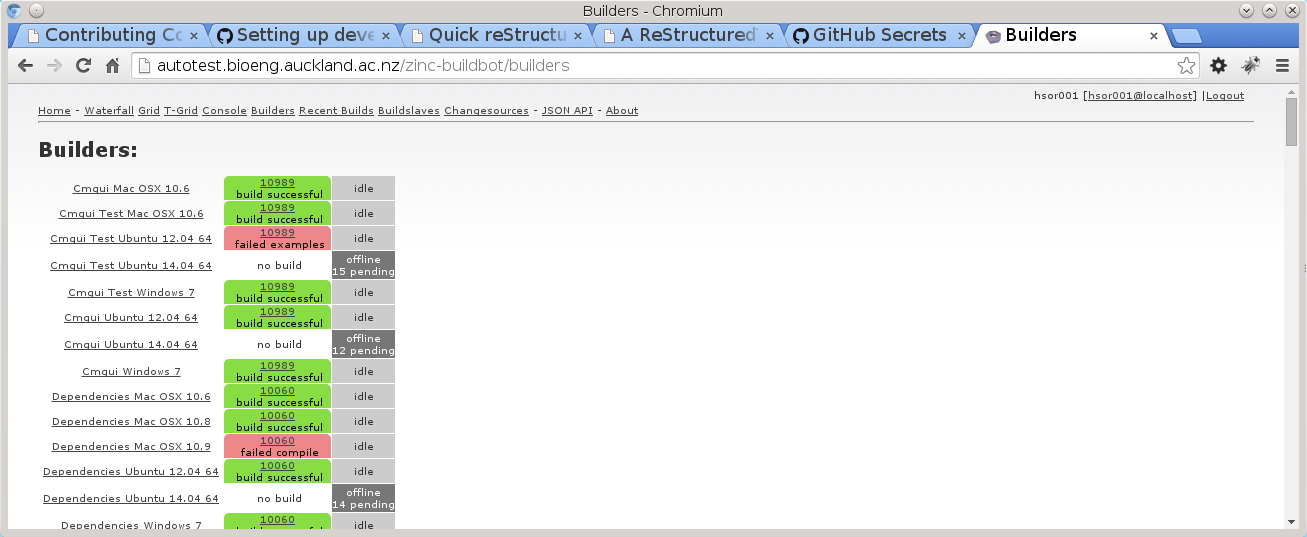 Builders - Chromium
Contributing Co
Setting up deve
Quick reStructu
A ReStructured
GitHub Secrets
Builders
autotest.bioeng.auckland.ac.nz/zinc-buildbot/builders
hsor001 [hsor001@localhost] |Logout
Home - Waterfall Grid T-Grid Console Builders Recent Builds Buildslaves Changesources - JSON API - About
Builders:
Cmgui Mac OSX 10.6
10989
build successful
idle
Cmgui Test Mac OSX 10.6
10989
build successful
idle
Cmgui Test Ubuntu 12.04 64
10989
failed examples
idle
Cmgui Test Ubuntu 14.04 64
no build
offline
15 pending
Cmgui Test Windows 7
10989
build successful
idle
Cmgui Ubuntu 12.04 64
10989
build successful
idle
Cmgui Ubuntu 14.04 64
no build
offline
12 pending
Cmgui Windows 7
10989
build successful
idle
Dependencies Mac OSX 10.6
10060
build successful
idle
Dependencies Mac OSX 10.8
10060
build successful
idle
Dependencies Mac OSX 10.9
10060
failed compile
idle
Dependencies Ubuntu 12.04 64
10060
build successful
idle
Dependencies Ubuntu 14.04 64
no build
offline
14 pending
Dependencies Windows 7
10060
idle